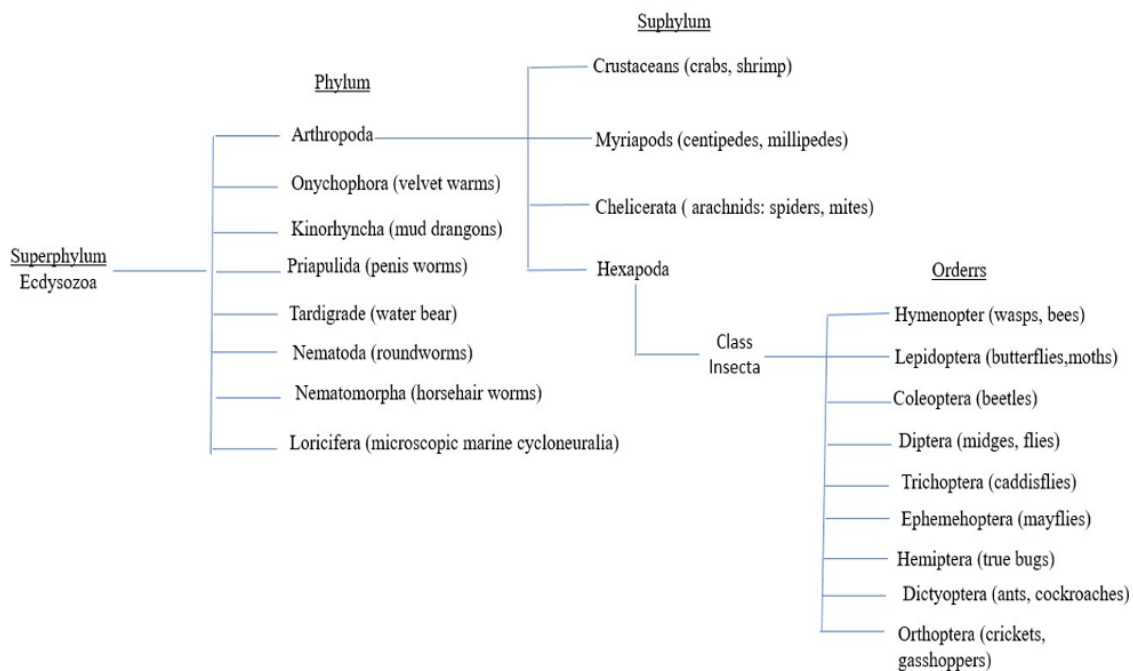 Suphylum
Crustaceans (crabs, shrimp)
Phylum
Arthropoda
Myriapods (centipedes, millipedes)
Onychophora (velvet warms)
Chelicerata ( arachnids: spiders, mites)
Kinorhyncha (mud drangons)
Superphylum
Ecdysozoa
Priapulida (penis worms)
Hexapoda
Orderrs
Tardigrade (water bear)
Hymenopter (wasps, bees)
Nematoda (roundworms)
Class
Insecta
Lepidoptera (butterflies,moths)
Nematomorpha (horsehair worms)
Coleoptera (beetles)
Loricifera (microscopic marine cycloneuralia)
Diptera (midges, flies)
Trichoptera (caddisflies)
Ephemehoptera (mayflies)
Hemiptera (true bugs)
Dictyoptera (ants, cockroaches)
Orthoptera (crickets,
gasshoppers)